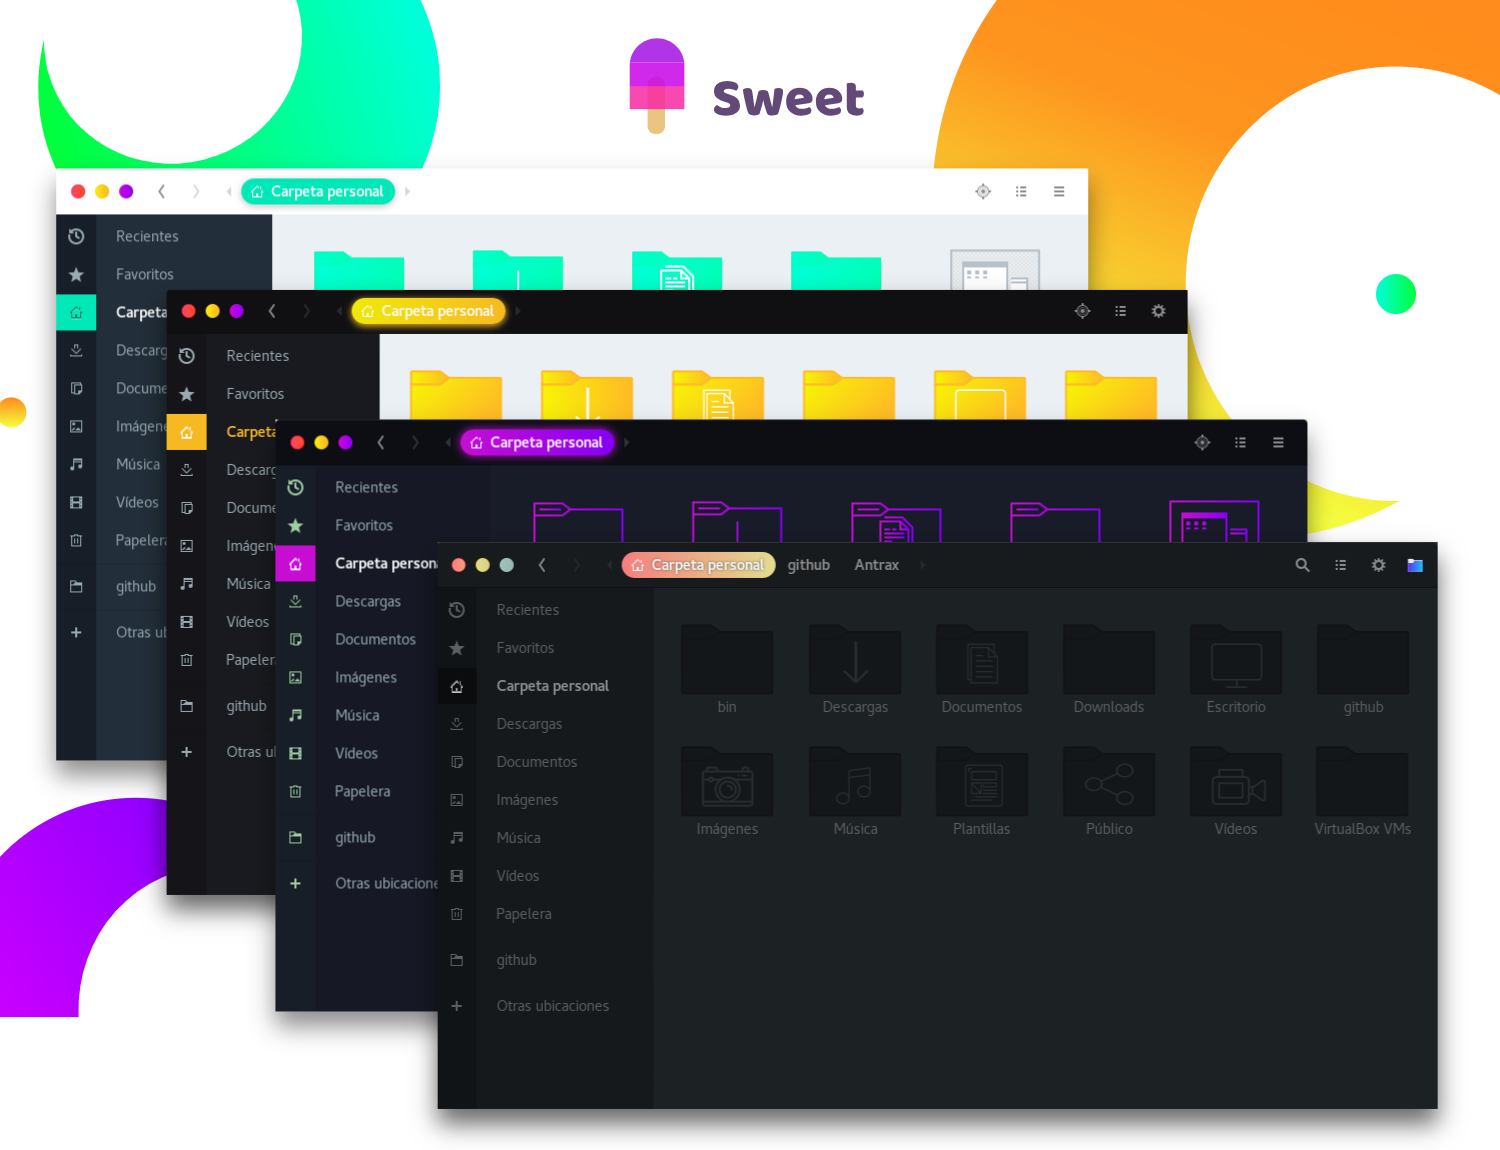 Sweet
Carpeta personal
Recientes
Favoritos
Carpeta
Descarg
Docume
Imágene
Música
Vídeos
Papelera
github
Otras ub
Carpeta personal
Recientes
Favoritos
Carpeta
Descarg
Docume
Imágen
Música
Vídeos
Papeler
github
Otras ul
Carpeta personal
Recientes
Favoritos
Carpeta person
Descargas
Documentos
Imágenes
Música
Vídeos
Papelera
github
Otras ubicacione
Carpeta personal github Antrax
Recientes
Favoritos
Carpeta personal
Descargas
Documentos
Imágenes
Música
Vídeos
Papelera
github
Otras ubicaciones
bin Descargas Documentos Downloads Escritorio github
Imágenes Música Plantillas Público Vídeos VirtualBox VMs